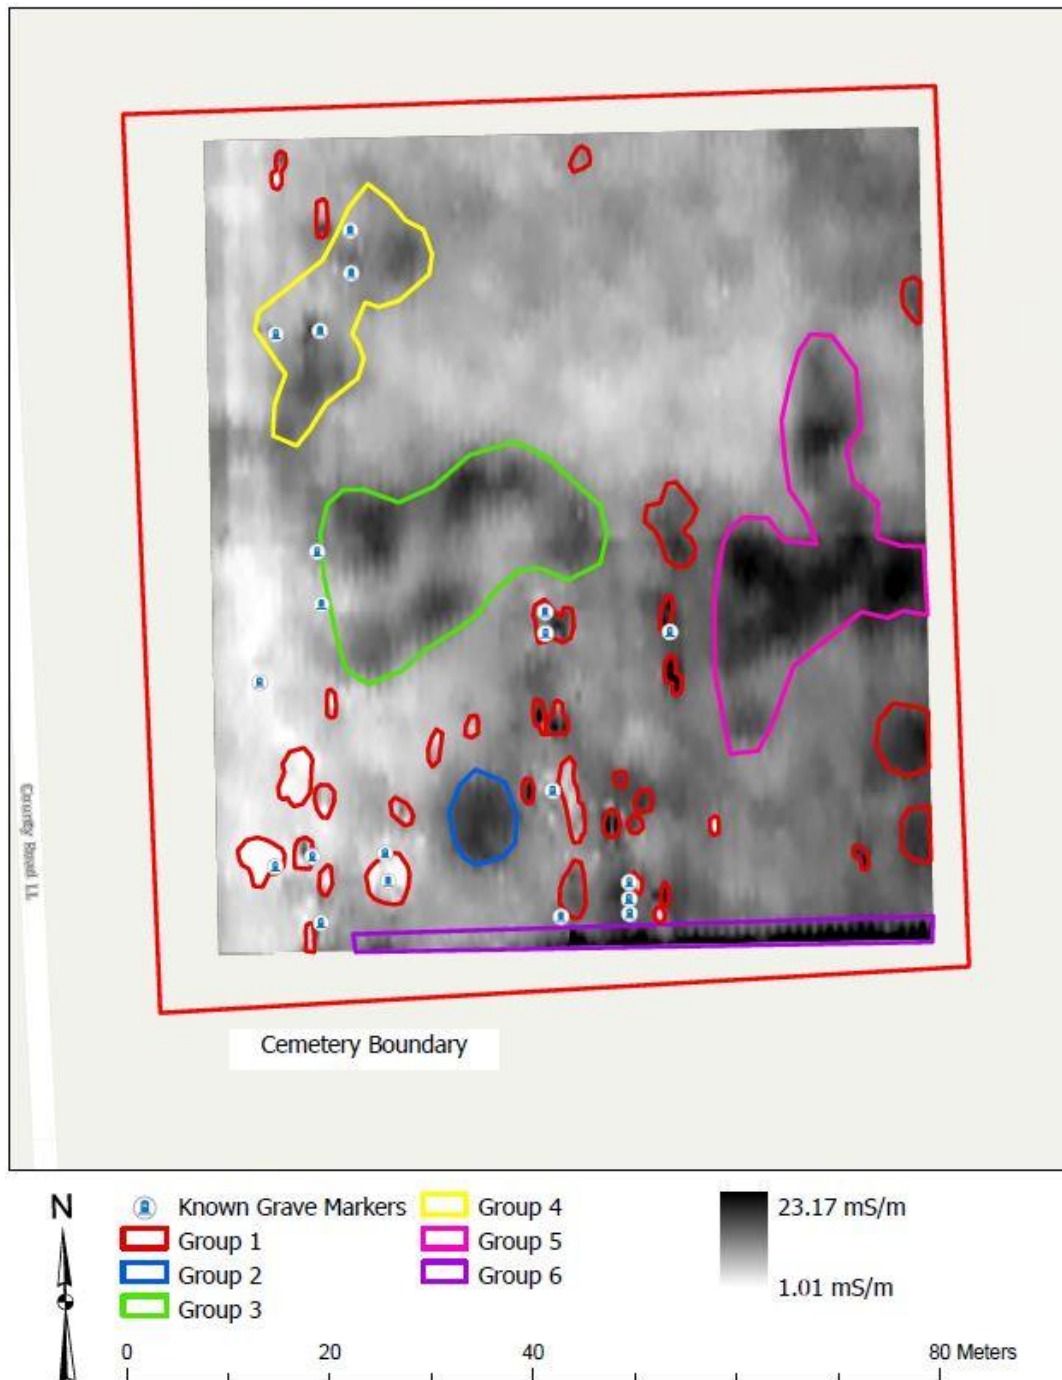 County Road LL
Cemetery Boundary
N
Known Grave Markers
Group 1
Group 2
Group 3
Group 4
Group 5
Group 6
23.17 mS/m
1.01 mS/m
0 20 40 80 Meters